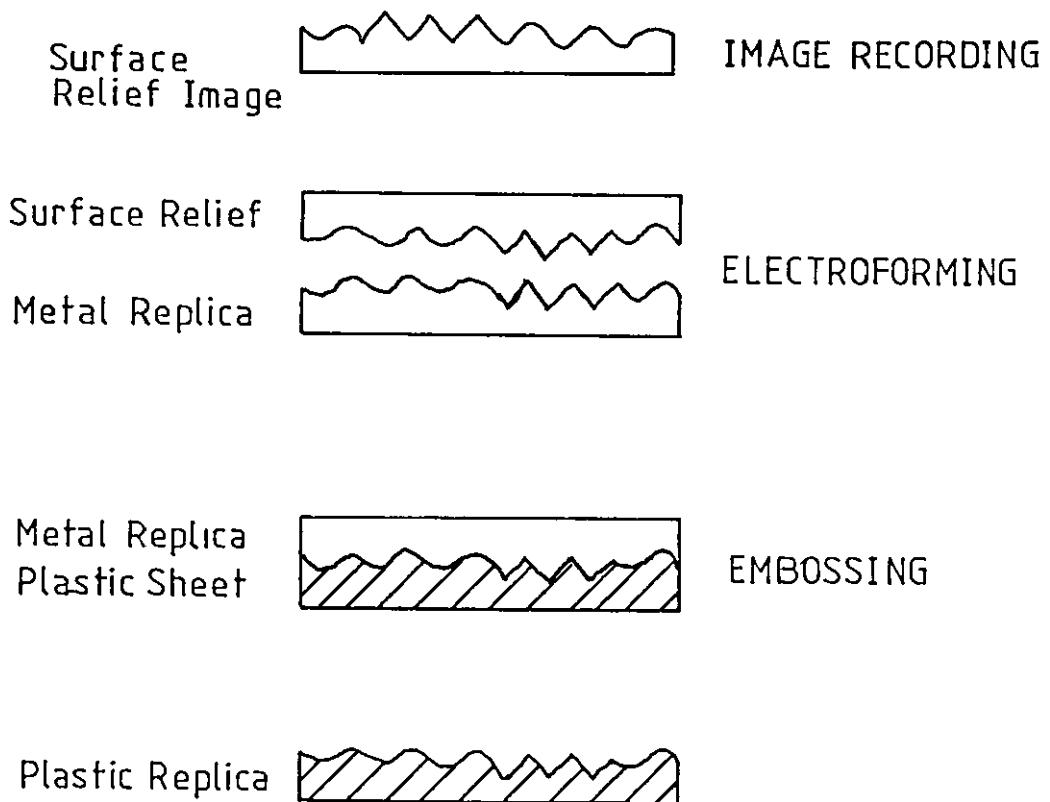 Surface
Relief Image
IMAGE RECORDING
Surface Relief
Metal Replica
ELECTROFORMING
Metal Replica
Plastic Sheet
EMBOSSING
Plastic Replica